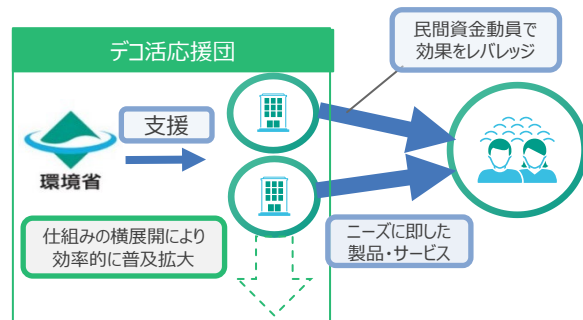 デコ活応援団
民間資金動員で
効果をレバレッジ
支援
環境省
仕組みの横展開により
効率的に普及拡大
ニーズに即した
製品・サービス